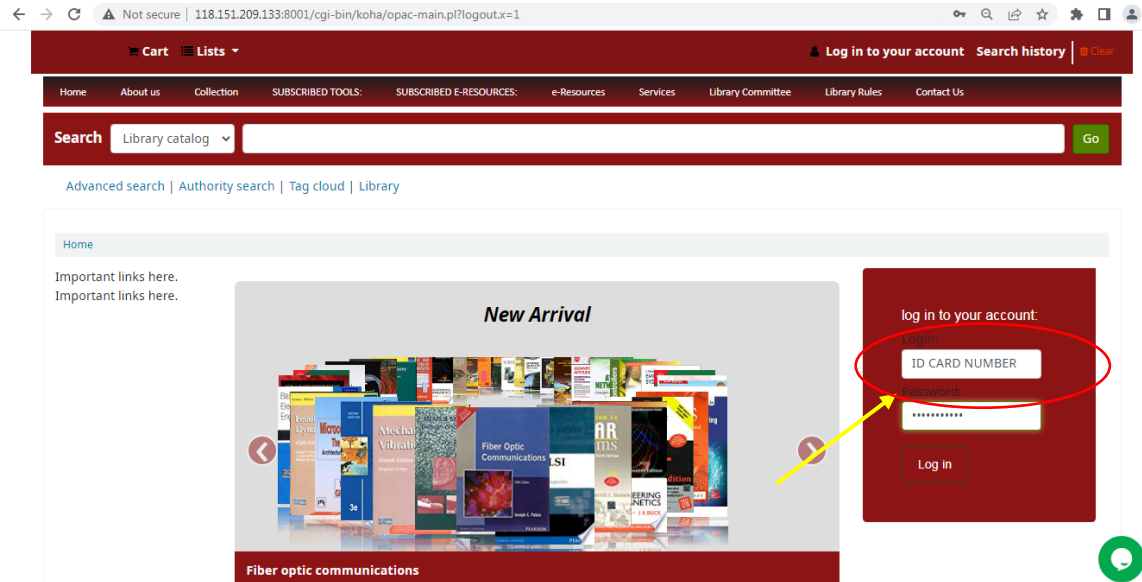 Not secure | 118.151.209.133:8001/cgi-bin/koha/opac-main.pl?logout.x=1
Cart Lists Log in to your account Search history Clear
Home About us Collection SUBSCRIBED TOOLS: SUBSCRIBED E-RESOURCES: e-Resources Services Library Committee Library Rules Contact Us
Search Library catalog Go
Advanced search | Authority search | Tag cloud | Library
Home
Important links here.
Important links here.
New Arrival
Fiber Optic
Communications
Joseph C. Palais
PEARSON
3e
Fiber optic communications
log in to your account:
Login:
ID CARD NUMBER
Password:
Log in